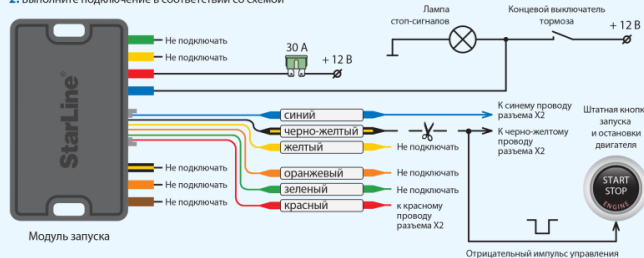 2. Выполните подключение в соответствии со схемой
Лампа
стоп-сигналов
Концевой выключатель
тормоза
+ 12 В
Не подключать
Не подключать
30 А
+ 12 В
StarLine®
синий
К синему проводу
разъема Х2
черно-желтый
К черно-желтому
проводу
разъема Х2
желтый
Не подключать
Не подключать
Не подключать
Не подключать
оранжевый
Не подключать
зеленый
Не подключать
красный
к красному
проводу
разъема Х2
Штатная кнопка
запуска
и остановки
двигателя
START
STOP
ENGINE
Модуль запуска
Отрицательный импульс управления